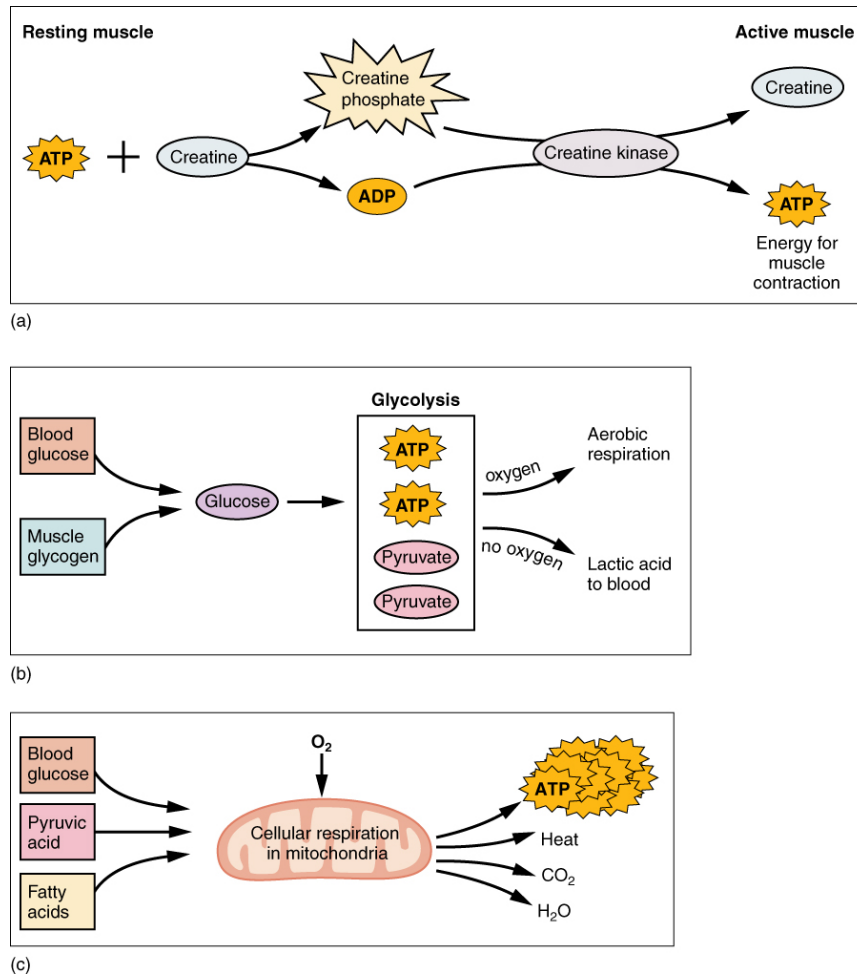 Resting muscle
Active muscle
ATP
+
Creatine
Creatine
phosphate
ADP
Creatine kinase
Creatine
ATP
Energy for
muscle
contraction
(a)
Blood
glucose
Muscle
glycogen
Glucose
Glycolysis
ATP
ATP
Pyruvate
Pyruvate
oxygen
no oxygen
Aerobic
respiration
Lactic acid
to blood
(b)
Blood
glucose
Pyruvic
acid
Fatty
acids
O₂
Cellular respiration
in mitochondria
ATP
Heat
CO₂
H₂O
(c)